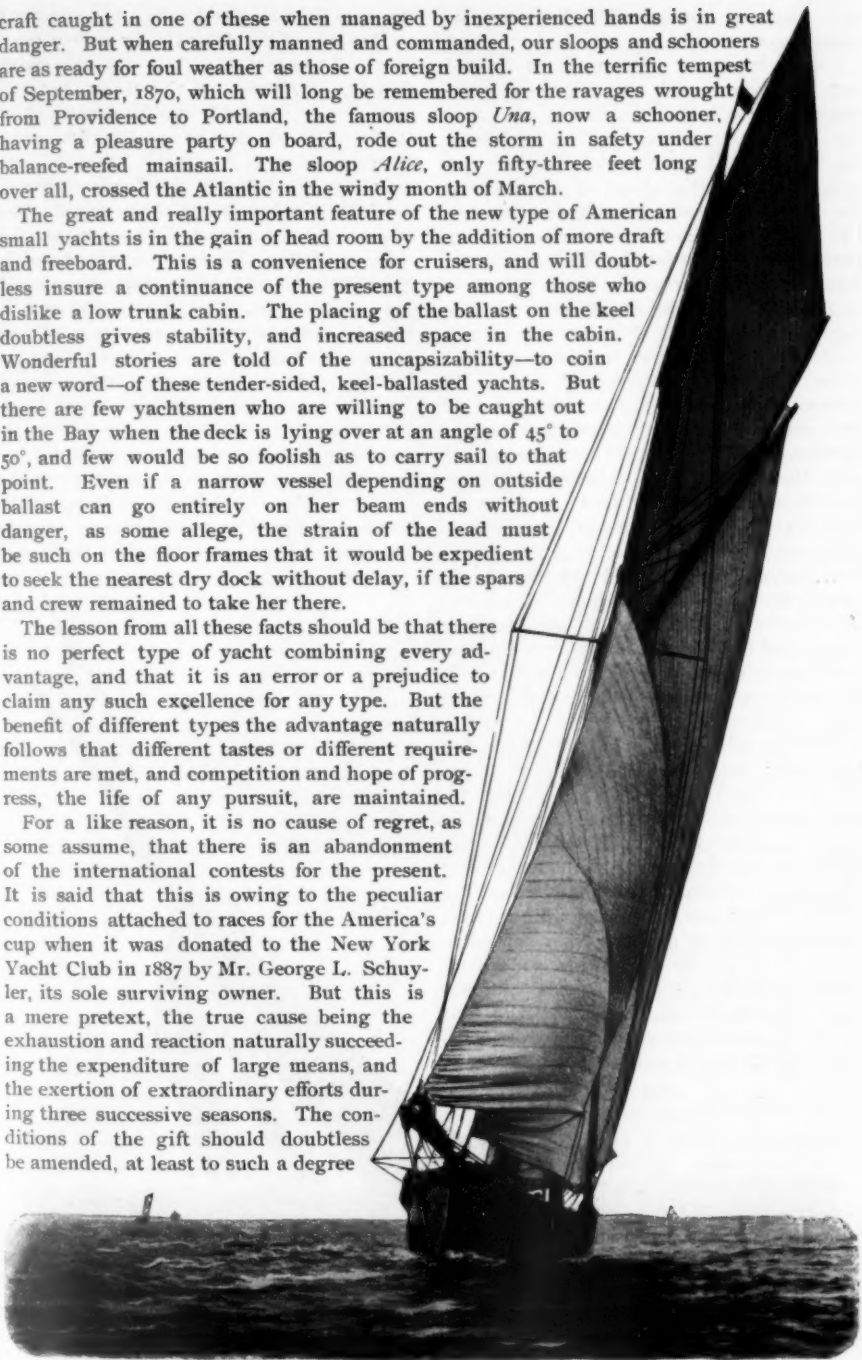 craft caught in one of these when managed by inexperienced hands is in great
danger. But when carefully manned and commanded, our sloops and schooners
are as ready for foul weather as those of foreign build. In the terrific tempest
of September, 1870, which will long be remembered for the ravages wrought
from Providence to Portland, the famous sloop Una, now a schooner,
having a pleasure party on board, rode out the storm in safety under
balance-reefed mainsail. The sloop Alice, only fifty-three feet long
over all, crossed the Atlantic in the windy month of March.
The great and really important feature of the new type of American
small yachts is in the gain of head room by the addition of more draft
and freeboard. This is a convenience for cruisers, and will doubt-
less insure a continuance of the present type among those who
dislike a low trunk cabin. The placing of the ballast on the keel
doubtless gives stability, and increased space in the cabin.
Wonderful stories are told of the uncapsizability—to coin
a new word—of these tender-sided, keel-ballasted yachts. But
there are few yachtsmen who are willing to be caught out
in the Bay when the deck is lying over at an angle of 45° to
50°, and few would be so foolish as to carry sail to that
point. Even if a narrow vessel depending on outside
ballast can go entirely on her beam ends without
danger, as some allege, the strain of the lead must
be such on the floor frames that it would be expedient
to seek the nearest dry dock without delay, if the spars
and crew remained to take her there.
The lesson from all these facts should be that there
is no perfect type of yacht combining every ad-
vantage, and that it is an error or a prejudice to
claim any such excellence for any type. But the
benefit of different types the advantage naturally
follows that different tastes or different require-
ments are met, and competition and hope of prog-
ress, the life of any pursuit, are maintained.
For a like reason, it is no cause of regret, as
some assume, that there is an abandonment
of the international contests for the present.
It is said that this is owing to the peculiar
conditions attached to races for the America's
cup when it was donated to the New York
Yacht Club in 1887 by Mr. George L. Schuy-
ler, its sole surviving owner. But this is
a mere pretext, the true cause being the
exhaustion and reaction naturally succeed-
ing the expenditure of large means, and
the exertion of extraordinary efforts dur-
ing three successive seasons. The con-
ditions of the gift should doubtless
be amended, at least to such a degree